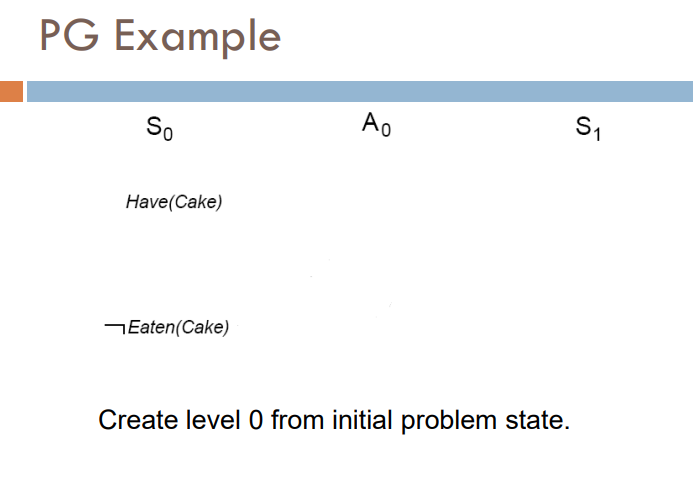 PG Example
S0 A0 S1
Have(Cake)
¬Eaten(Cake)
Create level 0 from initial problem state.